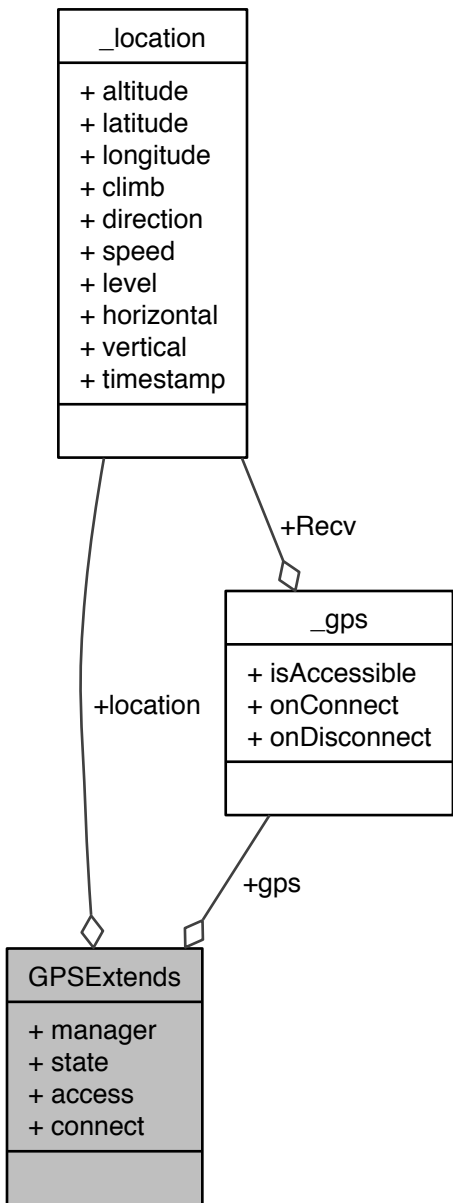 _location
+ altitude
+ latitude
+ longitude
+ climb
+ direction
+ speed
+ level
+ horizontal
+ vertical
+ timestamp
+Recv
_gps
+ isAccessible
+ onConnect
+ onDisconnect
+location
+gps
GPSExtends
+ manager
+ state
+ access
+ connect